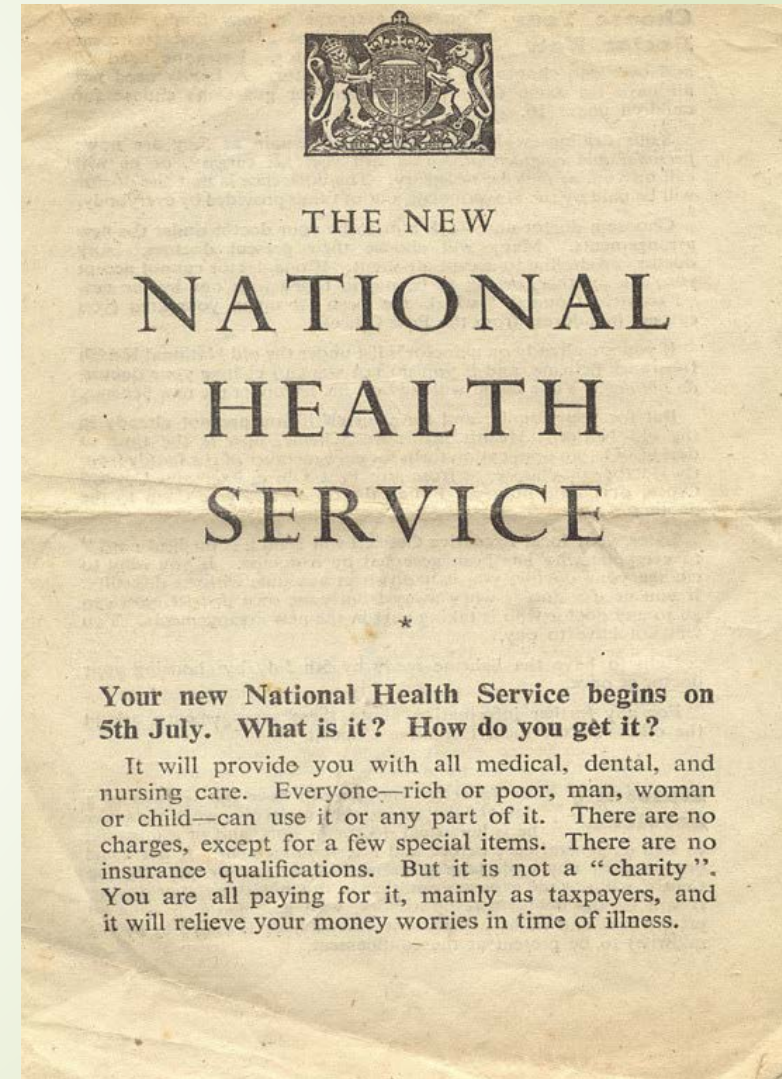 THE NEW
NATIONAL
HEALTH
SERVICE
*
Your new National Health Service begins on
5th July. What is it? How do you get it?
It will provide you with all medical, dental, and
nursing care. Everyone—rich or poor, man, woman
or child—can use it or any part of it. There are no
charges, except for a few special items. There are no
insurance qualifications. But it is not a “charity”.
You are all paying for it, mainly as taxpayers, and
it will relieve your money worries in time of illness.